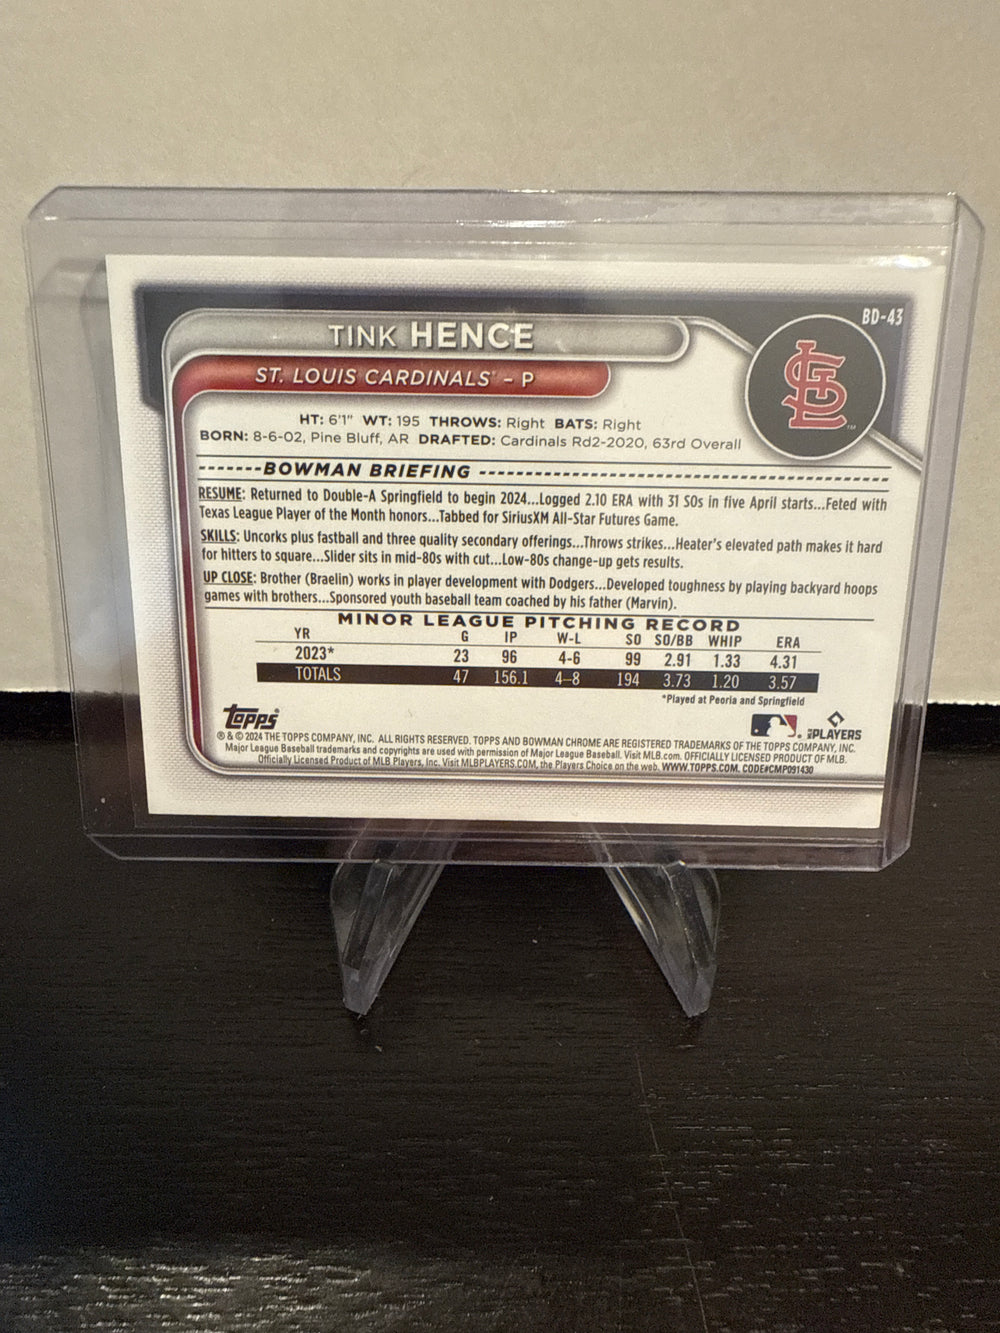 BD-43
TINK HENCE
ST. LOUIS CARDINALS® - P
STL™
HT: 6'1" WT: 195 THROWS: Right BATS: Right
BORN: 8-6-02, Pine Bluff, AR DRAFTED: Cardinals Rd2-2020, 63rd Overall
BOWMAN BRIEFING
RESUME: Returned to Double-A Springfield to begin 2024...Logged 2.10 ERA with 31 SOs in five April starts...Feted with
Texas League Player of the Month honors...Tabbed for SiriusXM All-Star Futures Game.
SKILLS: Uncorks plus fastball and three quality secondary offerings...Throws strikes...Heater's elevated path makes it hard
for hitters to square...Slider sits in mid-80s with cut...Low-80s change-up gets results.
UP CLOSE: Brother (Braelin) works in player development with Dodgers...Developed toughness by playing backyard hoops
games with brothers...Sponsored youth baseball team coached by his father (Marvin).
MINOR LEAGUE PITCHING RECORD
YR G IP W-L SO SO/BB WHIP ERA
2023* 23 96 4-6 99 2.91 1.33 4.31
TOTALS 47 156.1 4-8 194 3.73 1.20 3.57
*Played at Peoria and Springfield
Topps®
MLB PLAYERS
® & © 2024 THE TOPPS COMPANY, INC. ALL RIGHTS RESERVED. TOPPS AND BOWMAN CHROME ARE REGISTERED TRADEMARKS OF THE TOPPS COMPANY, INC.
Major League Baseball trademarks and copyrights are used with permission of Major League Baseball. Visit MLB.com. OFFICIALLY LICENSED PRODUCT OF MLB.
Officially Licensed Product of MLB Players, Inc. Visit MLBPLAYERS.COM, the Players Choice on the web. WWW.TOPPS.COM. CODE#CMP091430